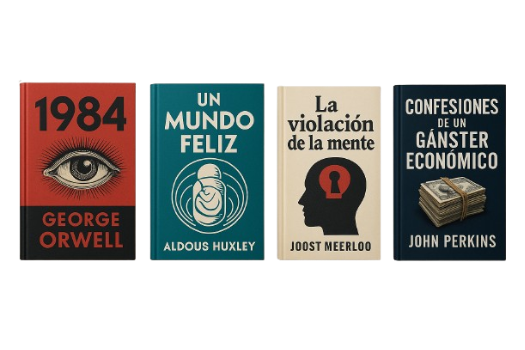 1984
GEORGE
ORWELL
UN
MUNDO
FELIZ
ALDOUS HUXLEY
La
violación
de la mente
JOOST MEERLOO
CONFESIONES
DE UN
GÁNSTER
ECONÓMICO
JOHN PERKINS